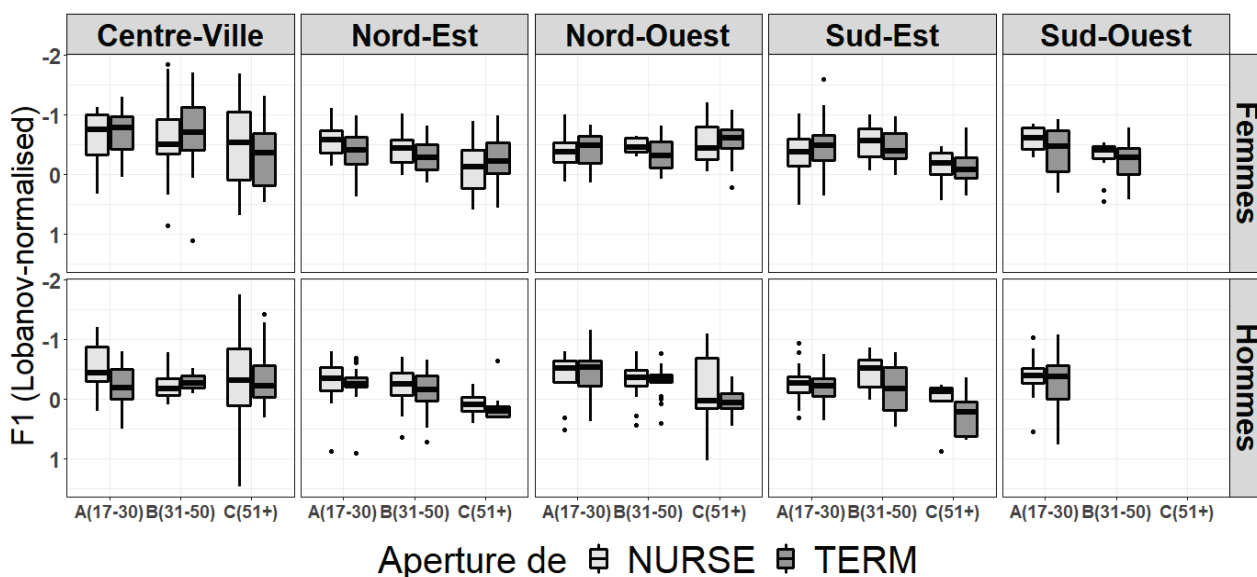 Centre-Ville Nord-Est Nord-Ouest Sud-Est Sud-Ouest
F1 (Lobanov-normalised)
-2
-1
0
1
Femmes
-2
-1
0
1
Hommes
A(17-30) B(31-50) C(51+) A(17-30) B(31-50) C(51+) A(17-30) B(31-50) C(51+) A(17-30) B(31-50) C(51+) A(17-30) B(31-50) C(51+)
Aperture de NURSE TERM